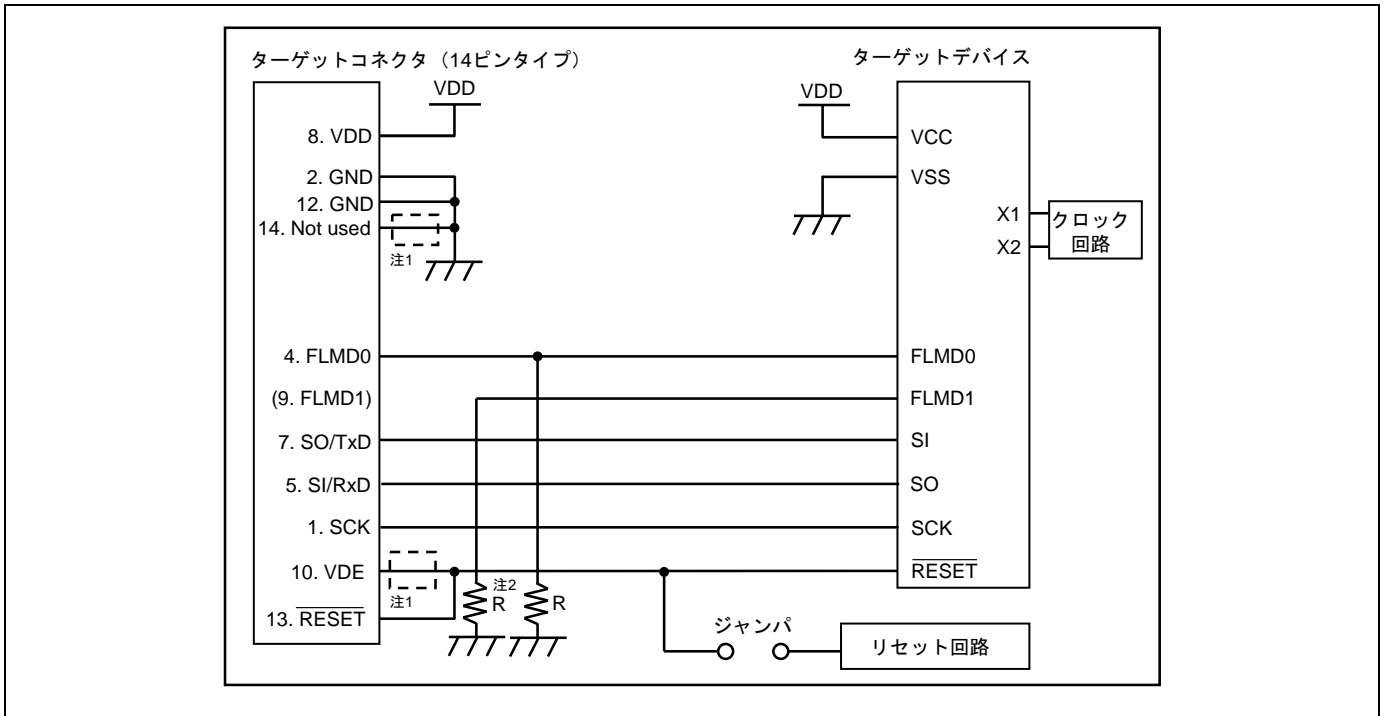 ターゲットコネクタ（14ピンタイプ）
ターゲットデバイス
VDD
VDD
8. VDD
VCC
2. GND
VSS
12. GND
14. Not used
注1
X1
X2
クロック
回路
4. FLMD0
FLMD0
(9. FLMD1)
FLMD1
7. SO/TxD
SI
5. SI/RxD
SO
1. SCK
SCK
10. VDE
RESET
注1
注2
R
R
13. RESET
ジャンパ
リセット回路